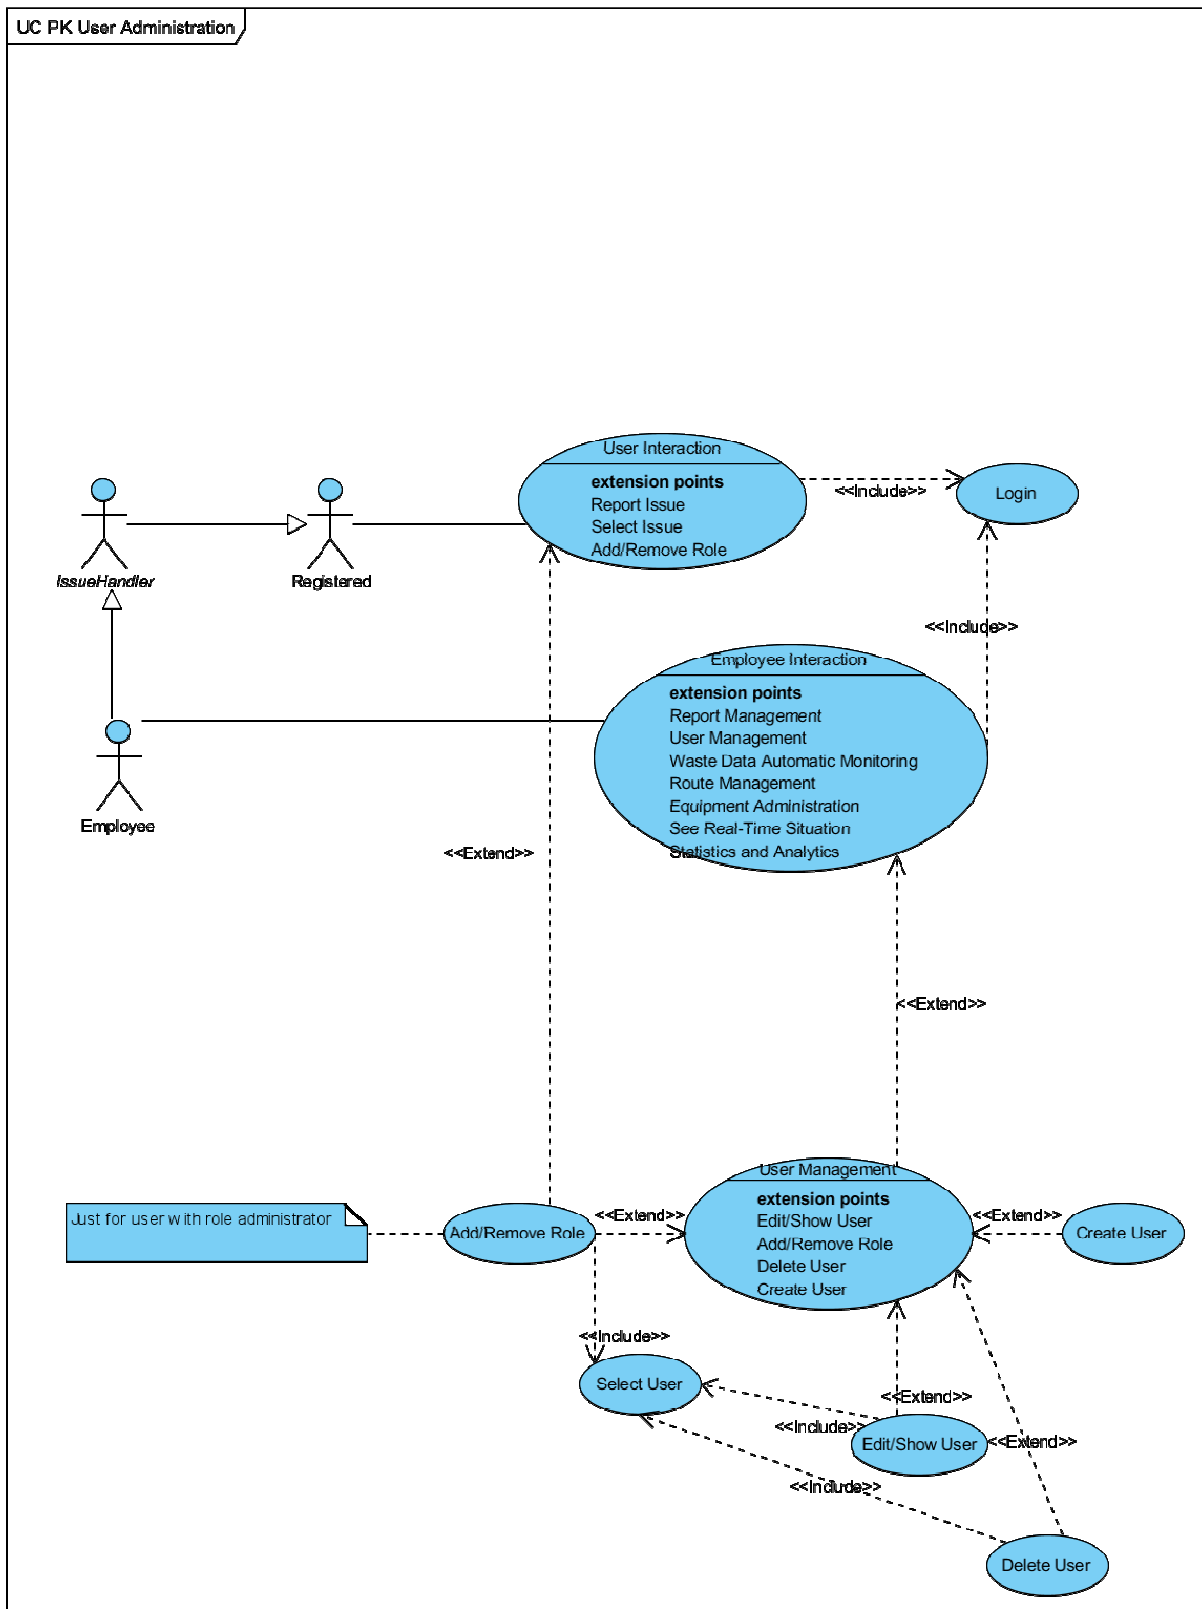 UC PK User Administration
User Interaction
extension points
Report Issue
Select Issue
Add/Remove Role
<<Include>>
Login
IssueHandler
Registered
<<Include>>
Employee Interaction
extension points
Report Management
User Management
Waste Data Automatic Monitoring
Route Management
Equipment Administration
See Real-Time Situation
Statistics and Analytics
Employee
<<Extend>>
<<Extend>>
User Management
extension points
Edit/Show User
Add/Remove Role
Delete User
Create User
Just for user with role administrator
Add/Remove Role
<<Extend>>
<<Extend>>
Create User
<<Include>>
Select User
<<Extend>>
<<Include>>
Edit/Show User
<<Extend>>
<<Include>>
Delete User